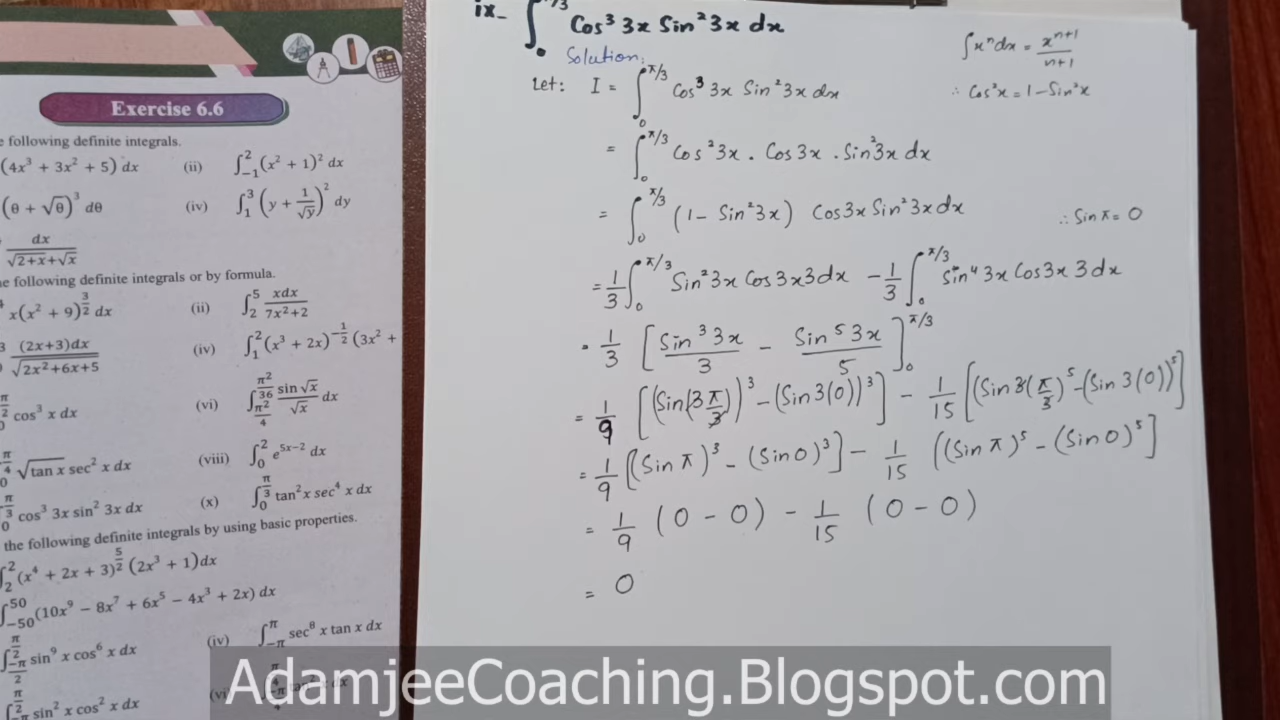 Exercise 6.6
e following definite integrals.
(4x³ + 3x² + 5) dx (ii) ∫₋₁² (x² + 1)² dx
(θ + √θ)³ dθ (iv) ∫₁³ (y + 1/√y)² dy
dx/(√(2+x)+√x)
he following definite integrals or by formula.
x(x² + 9)^(3/2) dx (ii) ∫₂⁵ xdx/(7x²+2)
(2x+3)dx/√(2x²+6x+5) (iv) ∫₁² (x³ + 2x)^(-1/2) (3x² +
cos³ x dx (vi) sin √x/√x dx
√tan x sec² x dx (viii) ∫₀² e^(5x−2) dx
cos³ 3x sin² 3x dx (x) ∫₀^(π/3) tan² x sec⁴ x dx
the following definite integrals by using basic properties.
(x⁴ + 2x + 3)^(5/2) (2x³ + 1)dx
∫₋₅₀⁵⁰ (10x⁹ − 8x⁷ + 6x⁵ − 4x³ + 2x) dx
sin⁹ x cos⁶ x dx (iv) ∫₋π^π sec⁸ x tan x dx
sin² x cos² x dx
ix- ∫₀^(π/3) Cos³ 3x Sin² 3x dx
Solution:
∫xⁿdx = xⁿ⁺¹/n+1
Let: I = ∫₀^(π/3) Cos³ 3x Sin² 3x dx ∴ Cos²x = 1 − Sin²x
= ∫₀^(π/3) Cos² 3x . Cos 3x . Sin² 3x dx
= ∫₀^(π/3) (1 − Sin² 3x) Cos3x Sin² 3x dx ∴ Sin π = 0
= 1/3 ∫₀^(π/3) Sin² 3x Cos 3x 3dx − 1/3 ∫₀^(π/3) sin⁴ 3x Cos 3x 3dx
= 1/3 [Sin³ 3x/3 − Sin⁵ 3x/5]₀^(π/3)
= 1/9 [(Sin(3 π/3))³ − (Sin3(0))³] − 1/15 [(Sin 3(π/3)⁵ − (Sin 3(0))⁵]
= 1/9 [(Sin π)³ − (Sin0)³] − 1/15 ((Sin π)⁵ − (Sin 0)⁵]
= 1/9 (0 − 0) − 1/15 (0 − 0)
= 0
AdamjeeCoaching.Blogspot.com